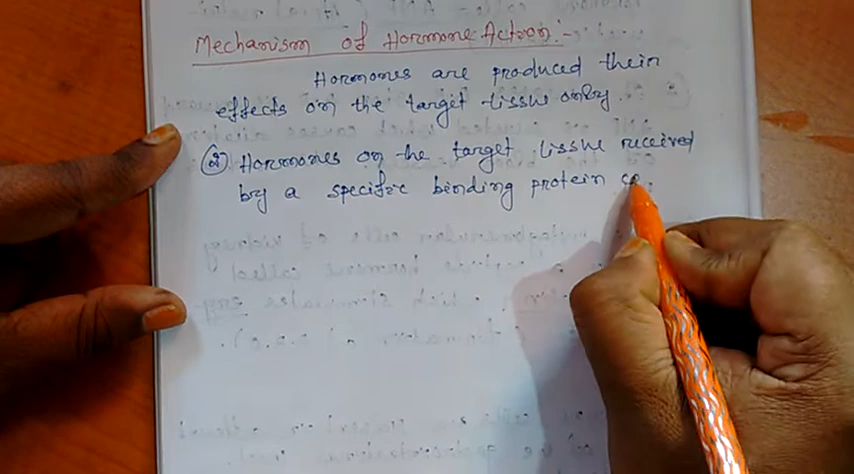 Mechanism of Hormone Action :-
Hormones are produced their
effects on the target tissue only.
(2) Hormones on the target tissue received
by a specific binding protein